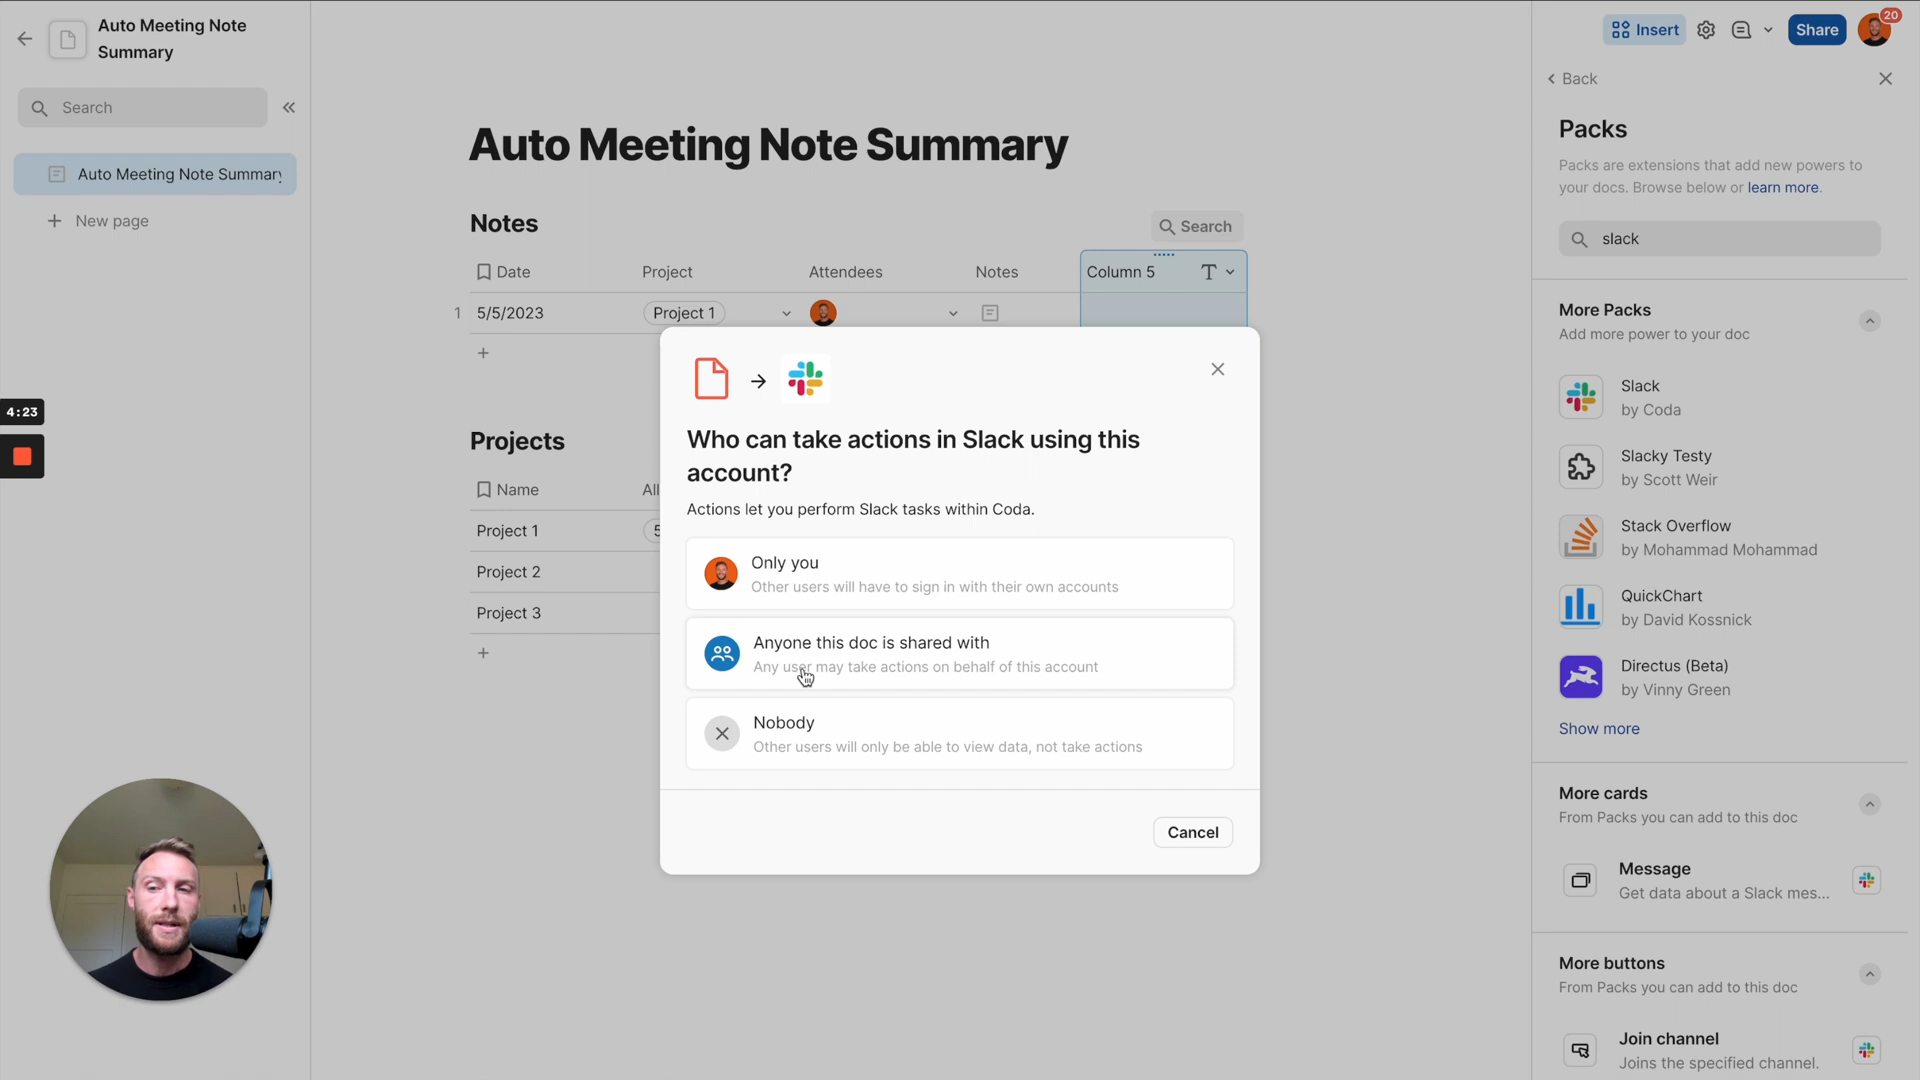 Auto Meeting Note
Summary
Search
Auto Meeting Note Summary
New page
4:23
Auto Meeting Note Summary
Notes
Search
Date Project Attendees Notes Column 5
1 5/5/2023 Project 1
Projects
Name All
Project 1 5
Project 2
Project 3
Who can take actions in Slack using this
account?
Actions let you perform Slack tasks within Coda.
Only you
Other users will have to sign in with their own accounts
Anyone this doc is shared with
Any user may take actions on behalf of this account
Nobody
Other users will only be able to view data, not take actions
Cancel
Insert
Share
20
Back
Packs
Packs are extensions that add new powers to
your docs. Browse below or learn more.
slack
More Packs
Add more power to your doc
Slack
by Coda
Slacky Testy
by Scott Weir
Stack Overflow
by Mohammad Mohammad
QuickChart
by David Kossnick
Directus (Beta)
by Vinny Green
Show more
More cards
From Packs you can add to this doc
Message
Get data about a Slack mes...
More buttons
From Packs you can add to this doc
Join channel
Joins the specified channel.